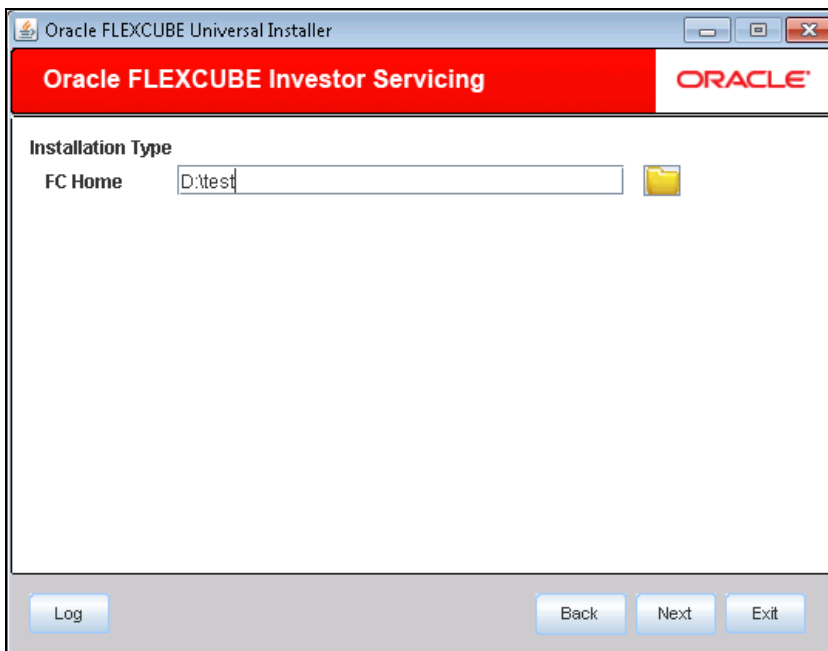 Oracle FLEXCUBE Universal Installer
Oracle FLEXCUBE Investor Servicing
ORACLE
Installation Type
FC Home D:\test
Log Back Next Exit